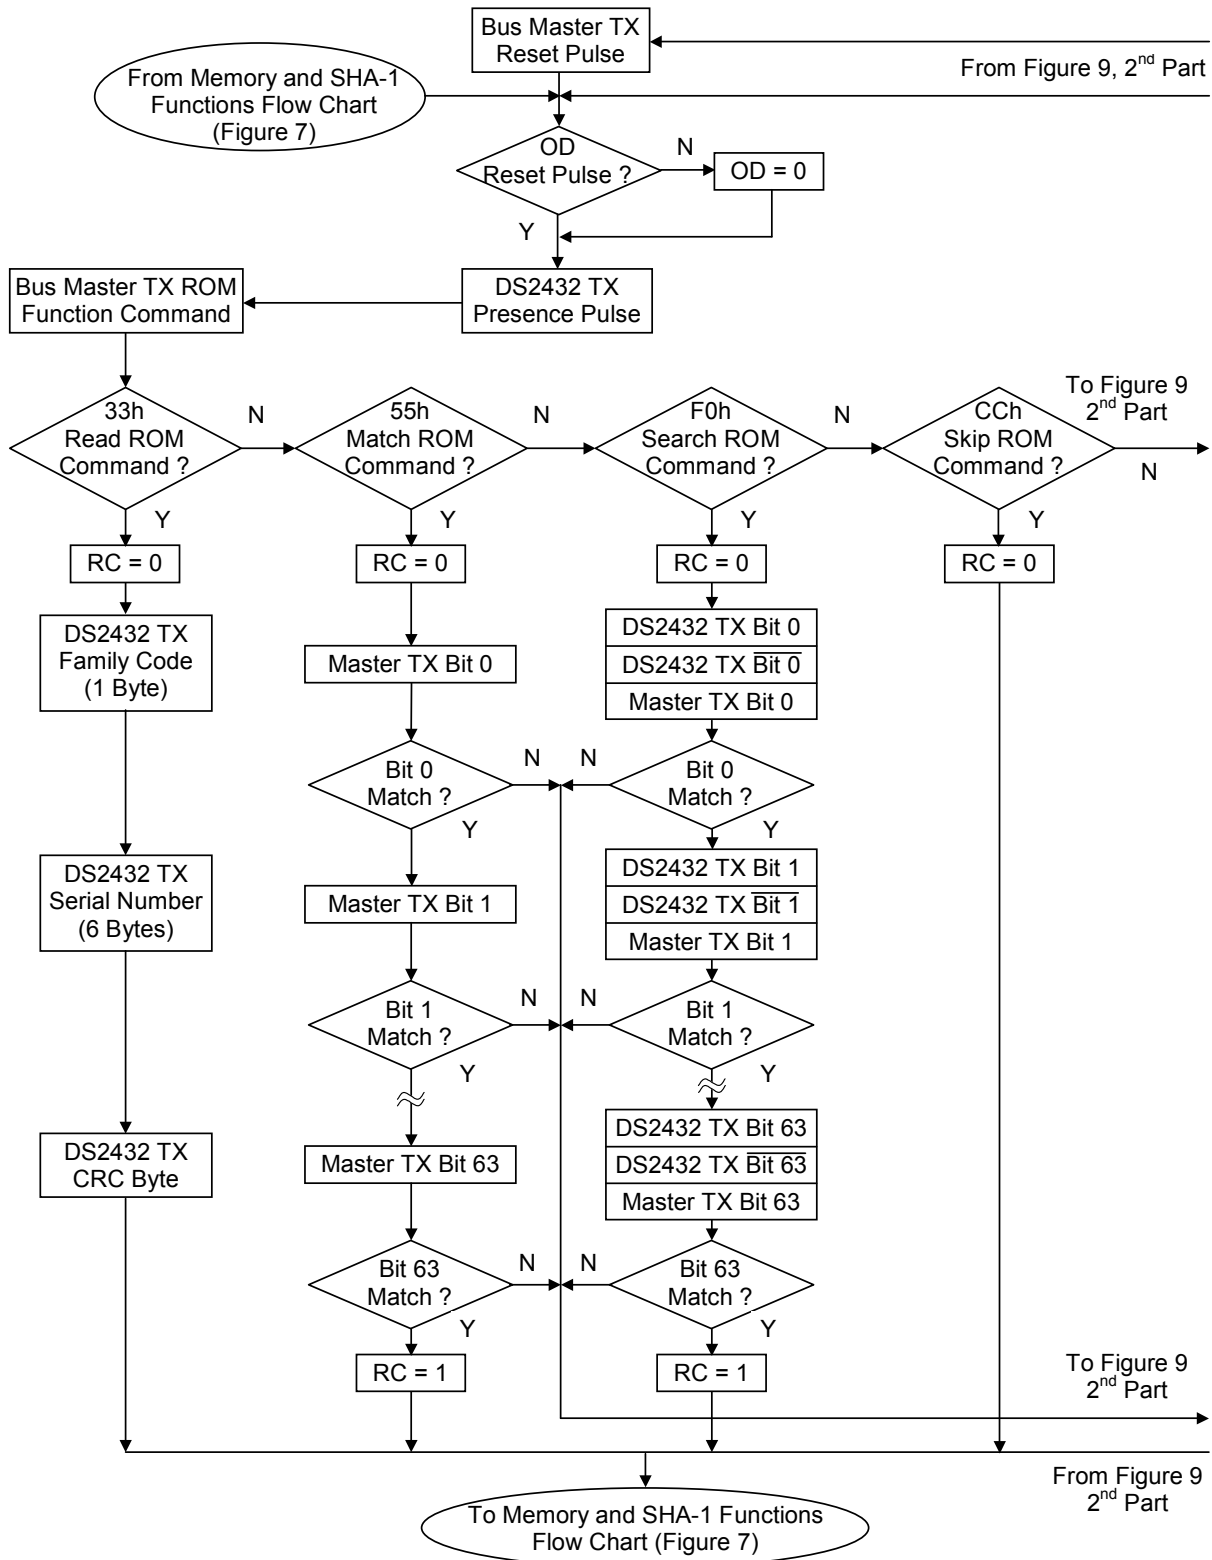 Bus Master TX
Reset Pulse
From Figure 9, 2nd Part
From Memory and SHA-1
Functions Flow Chart
(Figure 7)
OD
Reset Pulse ?
N
OD = 0
Y
Bus Master TX ROM
Function Command
DS2432 TX
Presence Pulse
To Figure 9
2nd Part
33h
Read ROM
Command ?
N
55h
Match ROM
Command ?
N
F0h
Search ROM
Command ?
N
CCh
Skip ROM
Command ?
N
Y
Y
Y
Y
RC = 0
RC = 0
RC = 0
RC = 0
DS2432 TX
Family Code
(1 Byte)
Master TX Bit 0
DS2432 TX Bit 0
DS2432 TX B̅i̅t̅ ̅0̅
Master TX Bit 0
Bit 0
Match ?
N
N
Bit 0
Match ?
Y
Y
DS2432 TX
Serial Number
(6 Bytes)
Master TX Bit 1
DS2432 TX Bit 1
DS2432 TX B̅i̅t̅ ̅1̅
Master TX Bit 1
Bit 1
Match ?
N
N
Bit 1
Match ?
Y
Y
DS2432 TX
CRC Byte
Master TX Bit 63
DS2432 TX Bit 63
DS2432 TX B̅i̅t̅ ̅6̅3̅
Master TX Bit 63
Bit 63
Match ?
N
N
Bit 63
Match ?
Y
Y
RC = 1
RC = 1
To Figure 9
2nd Part
From Figure 9
2nd Part
To Memory and SHA-1 Functions
Flow Chart (Figure 7)